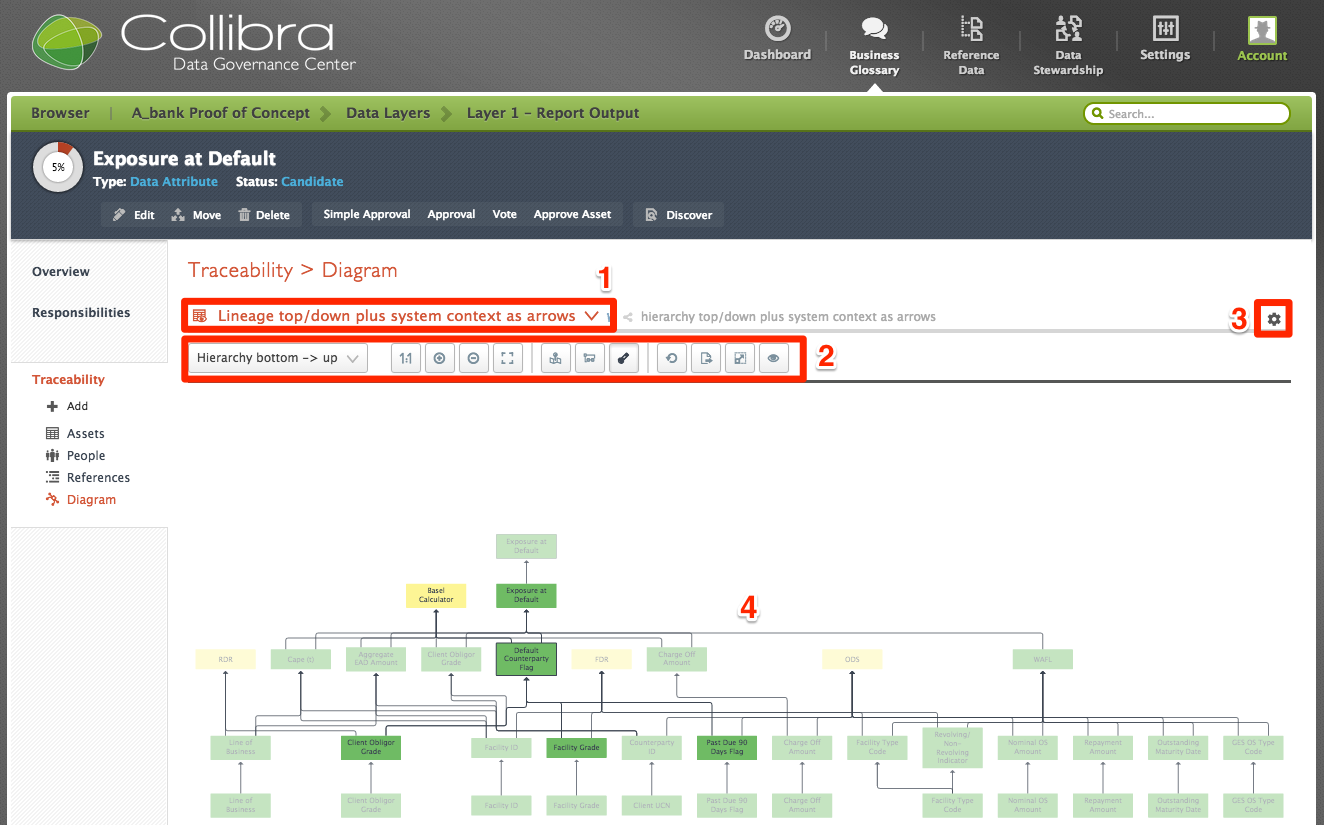 Collibra
Data Governance Center
Dashboard
Business
Glossary
Reference
Data
Data
Stewardship
Settings
Account
Browser | A_bank Proof of Concept Data Layers Layer 1 - Report Output
Search...
5%
Exposure at Default
Type: Data Attribute Status: Candidate
Edit Move Delete Simple Approval Approval Vote Approve Asset Discover
Overview
Responsibilities
Traceability
Add
Assets
People
References
Diagram
Traceability > Diagram
1
Lineage top/down plus system context as arrows
hierarchy top/down plus system context as arrows
3
Hierarchy bottom -> up
1:1
2
4
Exposure at
Default
Basel
Calculator
Exposure at
Default
RDR
Cape (t)
Aggregate
EAD Amount
Client Obligor
Grade
Default
Counterparty
Flag
FDR
Charge Off
Amount
ODS
WAFL
Line of
Business
Client Obligor
Grade
Facility ID
Facility Grade
Counterparty
ID
Past Due 90
Days Flag
Charge Off
Amount
Facility Type
Code
Revolving/
Non-
Revolving
Indicator
Nominal OS
Amount
Repayment
Amount
Outstanding
Maturity Date
GES OS Type
Code
Line of
Business
Client Obligor
Grade
Facility ID
Facility Grade
Client UCN
Past Due 90
Days Flag
Charge Off
Amount
Facility Type
Code
Nominal OS
Amount
Repayment
Amount
Outstanding
Maturity Date
GES OS Type
Code